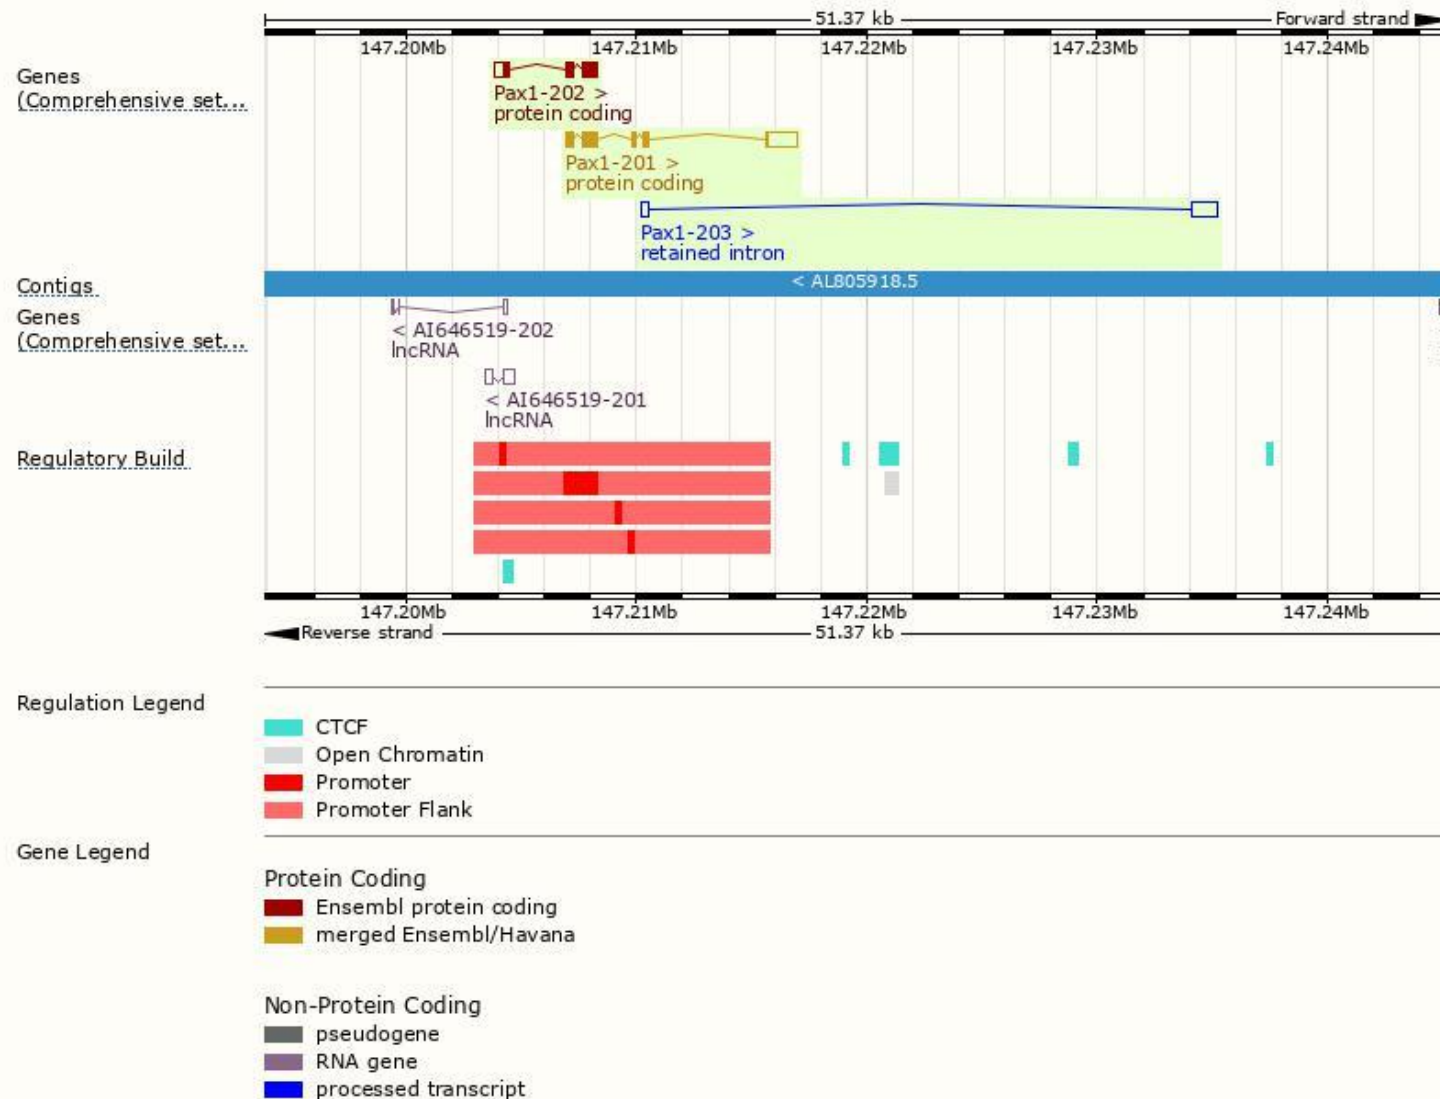 51.37 kb Forward strand
147.20Mb 147.21Mb 147.22Mb 147.23Mb 147.24Mb
Genes
(Comprehensive set...
Pax1-202 >
protein coding
Pax1-201 >
protein coding
Pax1-203 >
retained intron
Contigs
< AL805918.5
Genes
(Comprehensive set...
< AI646519-202
lncRNA
< AI646519-201
lncRNA
Regulatory Build
147.20Mb 147.21Mb 147.22Mb 147.23Mb 147.24Mb
Reverse strand 51.37 kb
Regulation Legend
CTCF
Open Chromatin
Promoter
Promoter Flank
Gene Legend
Protein Coding
Ensembl protein coding
merged Ensembl/Havana
Non-Protein Coding
pseudogene
RNA gene
processed transcript